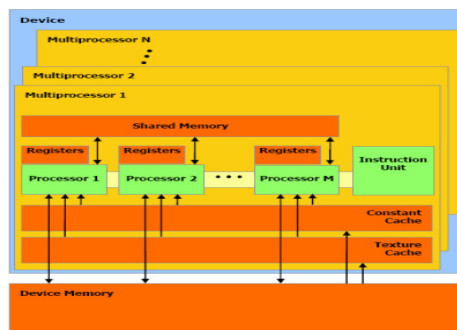 Device
Multiprocessor N
Multiprocessor 2
Multiprocessor 1
Shared Memory
Registers Registers Registers
Processor 1 Processor 2 Processor M
Instruction
Unit
Constant
Cache
Texture
Cache
Device Memory